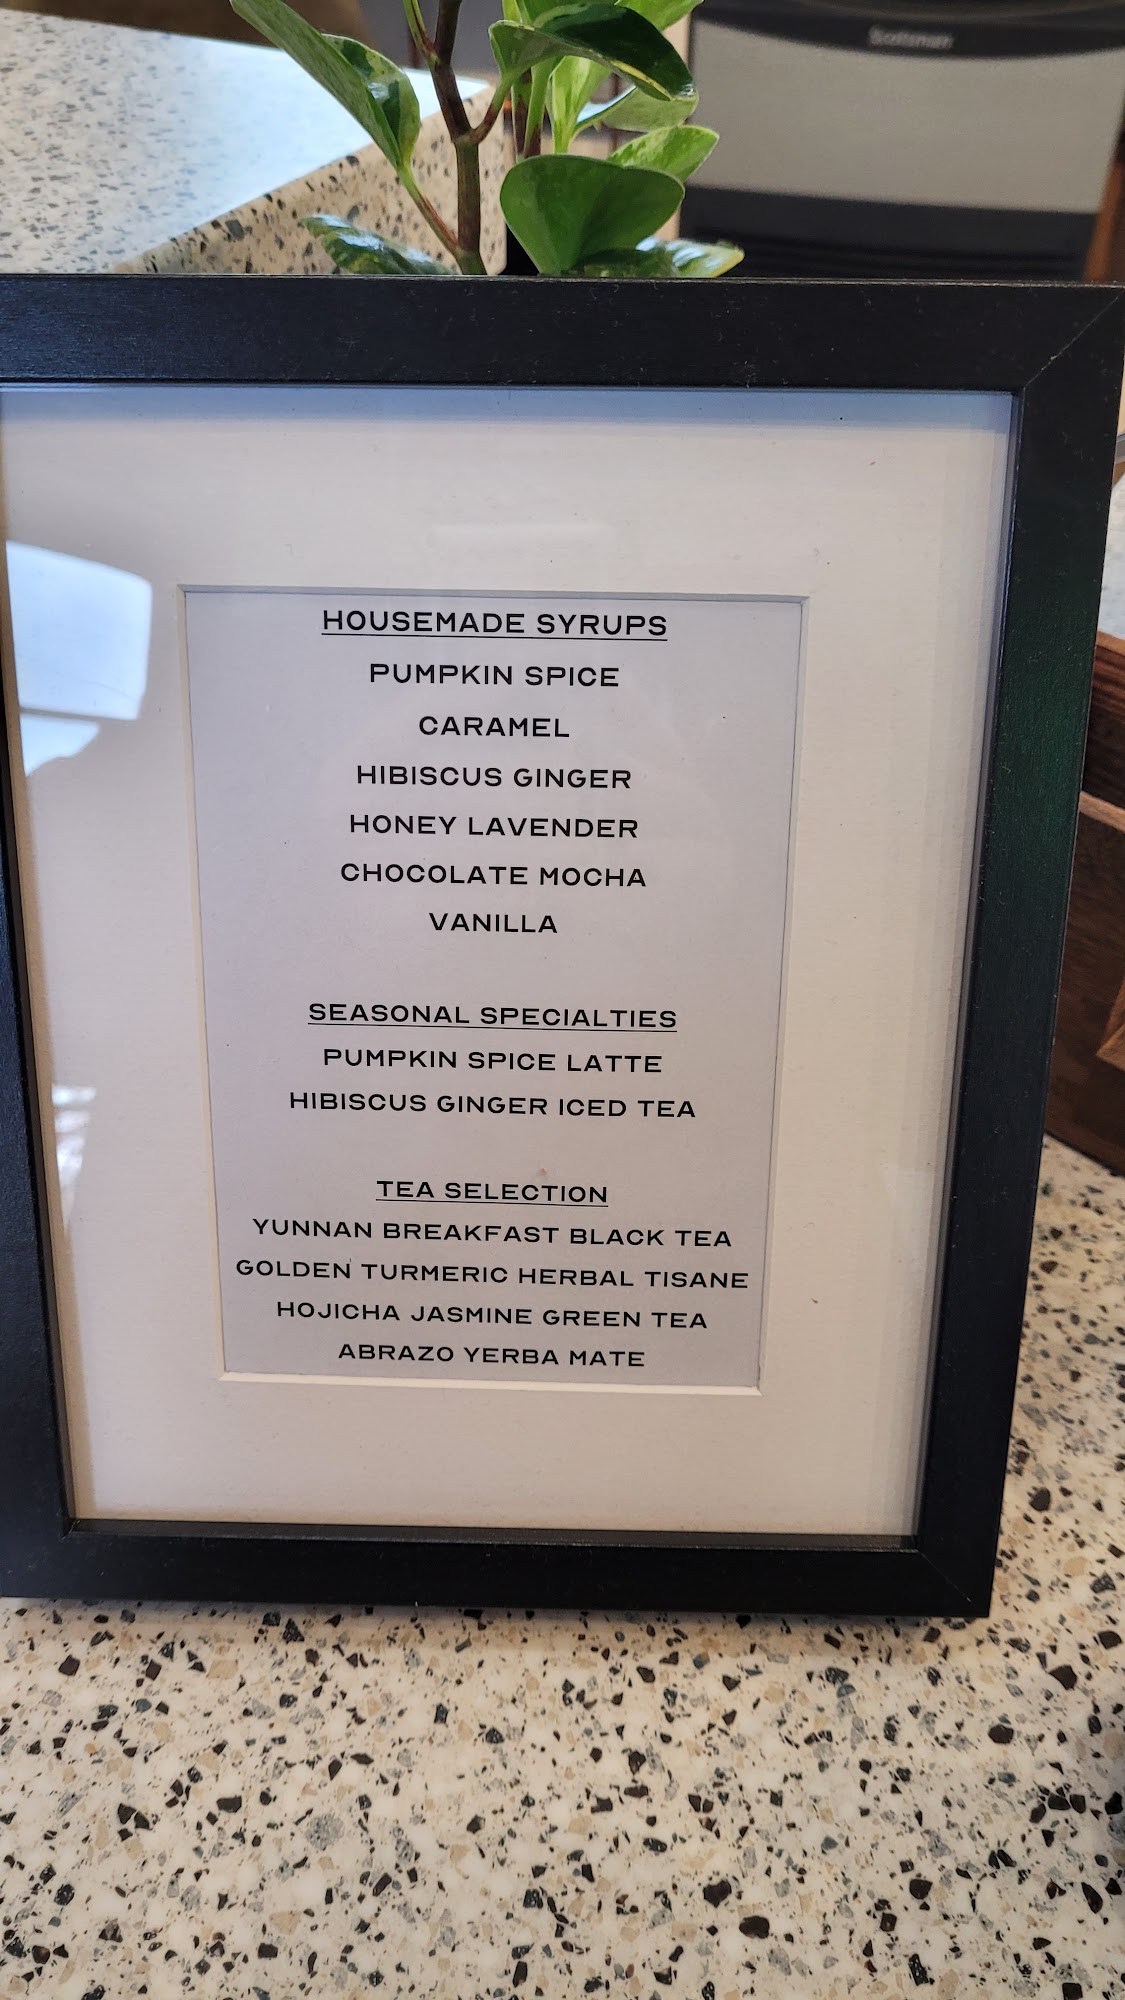 Scotsman
HOUSEMADE SYRUPS
PUMPKIN SPICE
CARAMEL
HIBISCUS GINGER
HONEY LAVENDER
CHOCOLATE MOCHA
VANILLA
SEASONAL SPECIALTIES
PUMPKIN SPICE LATTE
HIBISCUS GINGER ICED TEA
TEA SELECTION
YUNNAN BREAKFAST BLACK TEA
GOLDEN TURMERIC HERBAL TISANE
HOJICHA JASMINE GREEN TEA
ABRAZO YERBA MATE